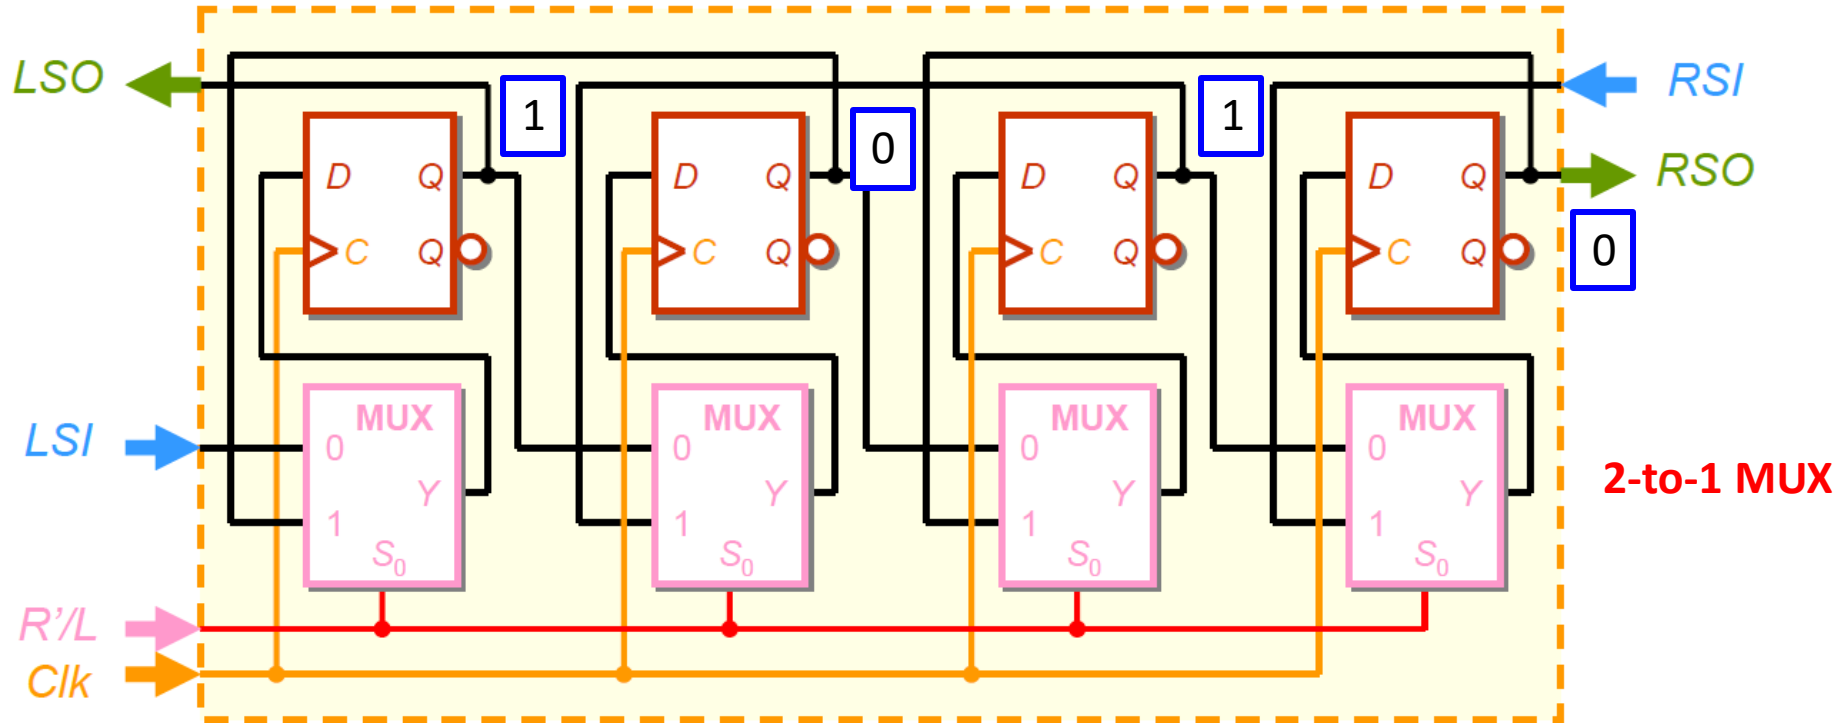 LSO
1
1
RSI
0
D Q D Q D Q D Q
RSO
C Q C Q C Q C Q
0
MUX MUX MUX MUX
LSI
0 0 0 0
2-to-1 MUX
Y Y Y Y
1 1 1 1
S0 S0 S0 S0
R'/L
Clk